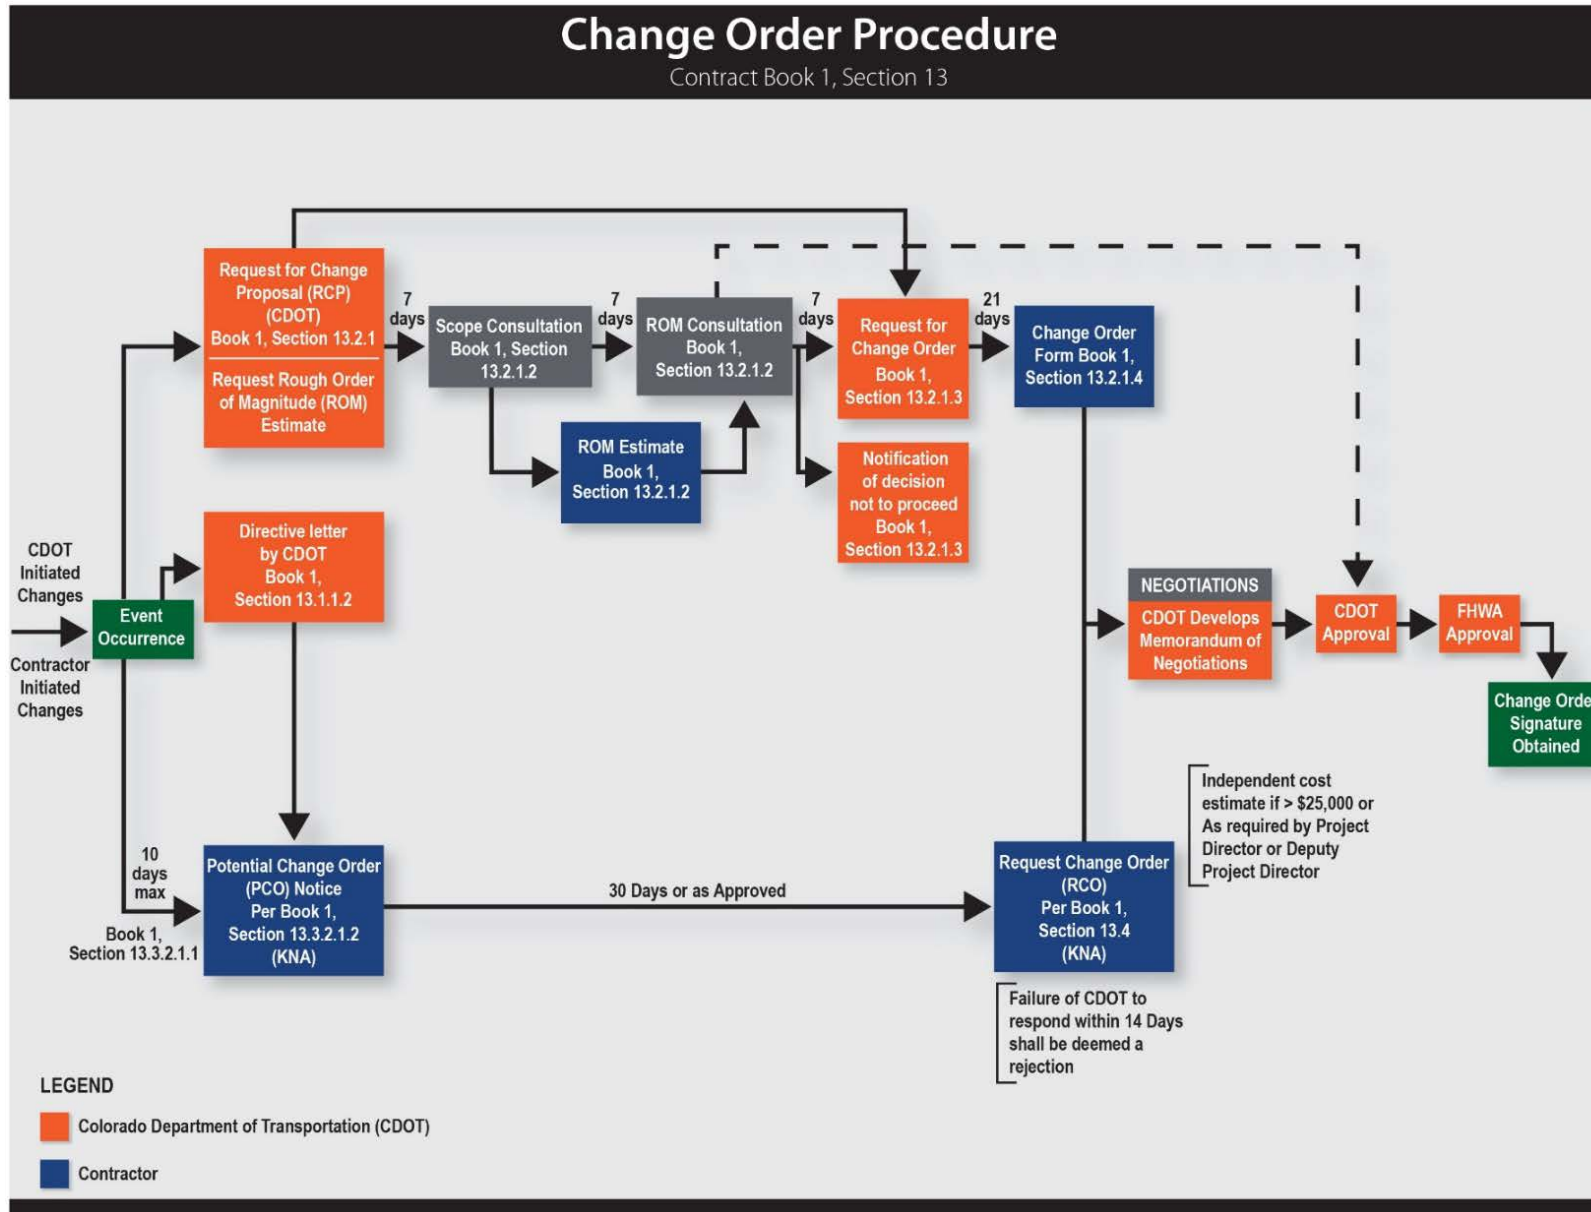 Change Order Procedure
Contract Book 1, Section 13
Request for Change
Proposal (RCP)
(CDOT)
Book 1, Section 13.2.1
Request Rough Order
of Magnitude (ROM)
Estimate
7
days
Scope Consultation
Book 1, Section
13.2.1.2
7
days
ROM Consultation
Book 1,
Section 13.2.1.2
7
days
Request for
Change Order
Book 1,
Section 13.2.1.3
21
days
Change Order
Form Book 1,
Section 13.2.1.4
ROM Estimate
Book 1,
Section 13.2.1.2
Notification
of decision
not to proceed
Book 1,
Section 13.2.1.3
Directive letter
by CDOT
Book 1,
Section 13.1.1.2
CDOT
Initiated
Changes
Event
Occurrence
Contractor
Initiated
Changes
NEGOTIATIONS
CDOT Develops
Memorandum of
Negotiations
CDOT
Approval
FHWA
Approval
Change Orde
Signature
Obtained
Independent cost
estimate if > $25,000 or
As required by Project
Director or Deputy
Project Director
10
days
max
Book 1,
Section 13.3.2.1.1
Potential Change Order
(PCO) Notice
Per Book 1,
Section 13.3.2.1.2
(KNA)
30 Days or as Approved
Request Change Order
(RCO)
Per Book 1,
Section 13.4
(KNA)
Failure of CDOT to
respond within 14 Days
shall be deemed a
rejection
LEGEND
Colorado Department of Transportation (CDOT)
Contractor